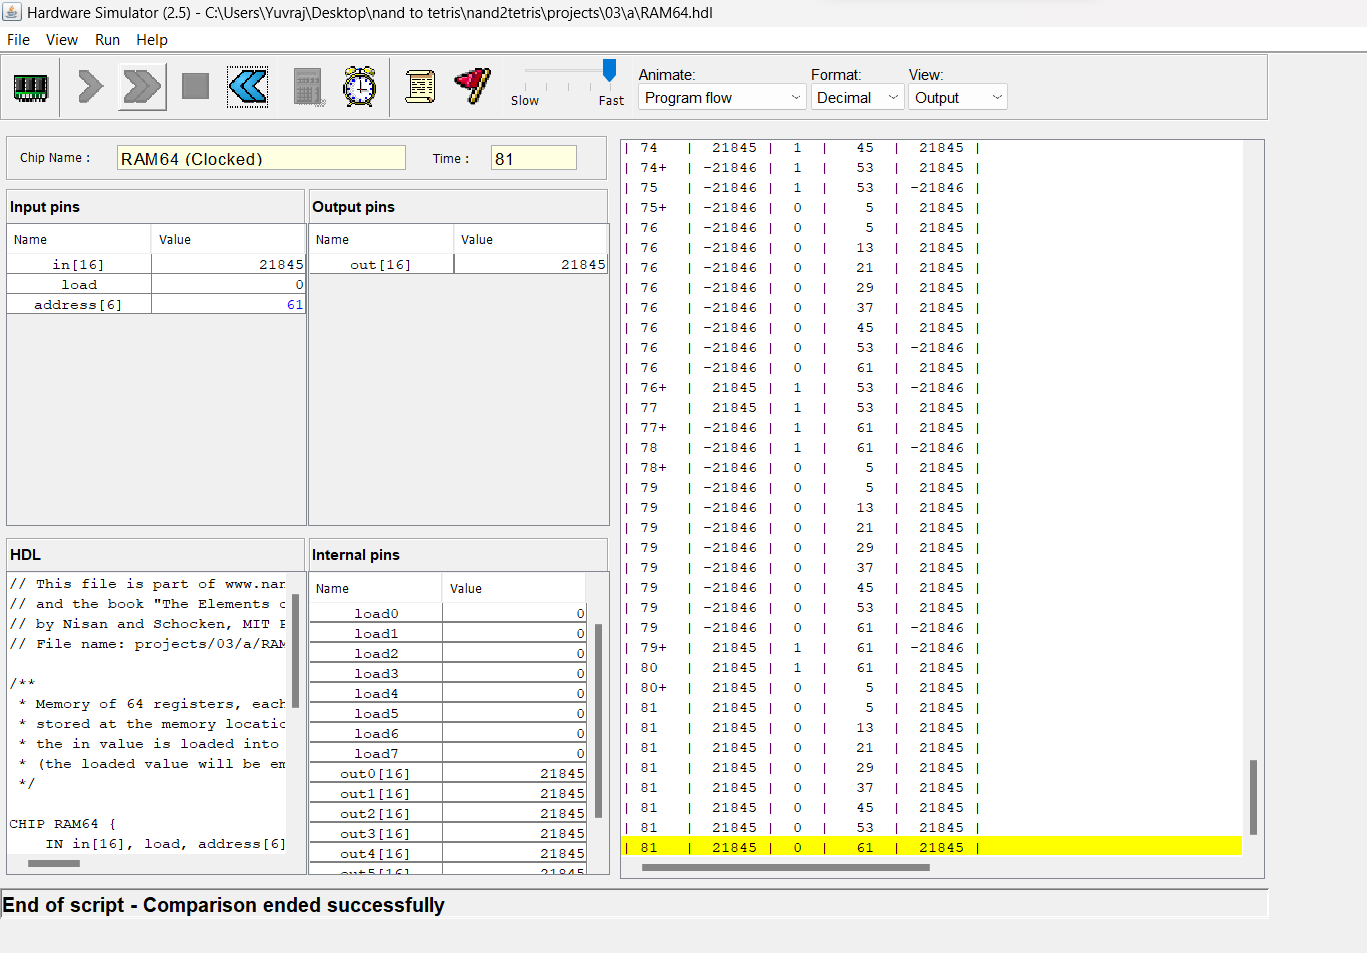 Hardware Simulator (2.5) - C:\Users\Yuvraj\Desktop\nand to tetris\nand2tetris\projects\03\a\RAM64.hdl
File View Run Help
Animate: Format: View:
Slow Fast Program flow Decimal Output
Chip Name : RAM64 (Clocked) Time : 81
Input pins
Name Value
in[16] 21845
load 0
address[6] 61
Output pins
Name Value
out[16] 21845
HDL
// This file is part of www.nan
// and the book "The Elements o
// by Nisan and Schocken, MIT P
// File name: projects/03/a/RAM
/**
* Memory of 64 registers, each
* stored at the memory locatio
* the in value is loaded into
* (the loaded value will be em
*/
CHIP RAM64 {
IN in[16], load, address[6]
Internal pins
Name Value
load0 0
load1 0
load2 0
load3 0
load4 0
load5 0
load6 0
load7 0
out0[16] 21845
out1[16] 21845
out2[16] 21845
out3[16] 21845
out4[16] 21845
out5[16] 21845
| 74 | 21845 | 1 | 45 | 21845 |
| 74+ | -21846 | 1 | 53 | 21845 |
| 75 | -21846 | 1 | 53 | -21846 |
| 75+ | -21846 | 0 | 5 | 21845 |
| 76 | -21846 | 0 | 5 | 21845 |
| 76 | -21846 | 0 | 13 | 21845 |
| 76 | -21846 | 0 | 21 | 21845 |
| 76 | -21846 | 0 | 29 | 21845 |
| 76 | -21846 | 0 | 37 | 21845 |
| 76 | -21846 | 0 | 45 | 21845 |
| 76 | -21846 | 0 | 53 | -21846 |
| 76 | -21846 | 0 | 61 | 21845 |
| 76+ | 21845 | 1 | 53 | -21846 |
| 77 | 21845 | 1 | 53 | 21845 |
| 77+ | -21846 | 1 | 61 | 21845 |
| 78 | -21846 | 1 | 61 | -21846 |
| 78+ | -21846 | 0 | 5 | 21845 |
| 79 | -21846 | 0 | 5 | 21845 |
| 79 | -21846 | 0 | 13 | 21845 |
| 79 | -21846 | 0 | 21 | 21845 |
| 79 | -21846 | 0 | 29 | 21845 |
| 79 | -21846 | 0 | 37 | 21845 |
| 79 | -21846 | 0 | 45 | 21845 |
| 79 | -21846 | 0 | 53 | 21845 |
| 79 | -21846 | 0 | 61 | -21846 |
| 79+ | 21845 | 1 | 61 | -21846 |
| 80 | 21845 | 1 | 61 | 21845 |
| 80+ | 21845 | 0 | 5 | 21845 |
| 81 | 21845 | 0 | 5 | 21845 |
| 81 | 21845 | 0 | 13 | 21845 |
| 81 | 21845 | 0 | 21 | 21845 |
| 81 | 21845 | 0 | 29 | 21845 |
| 81 | 21845 | 0 | 37 | 21845 |
| 81 | 21845 | 0 | 45 | 21845 |
| 81 | 21845 | 0 | 53 | 21845 |
| 81 | 21845 | 0 | 61 | 21845 |
End of script - Comparison ended successfully